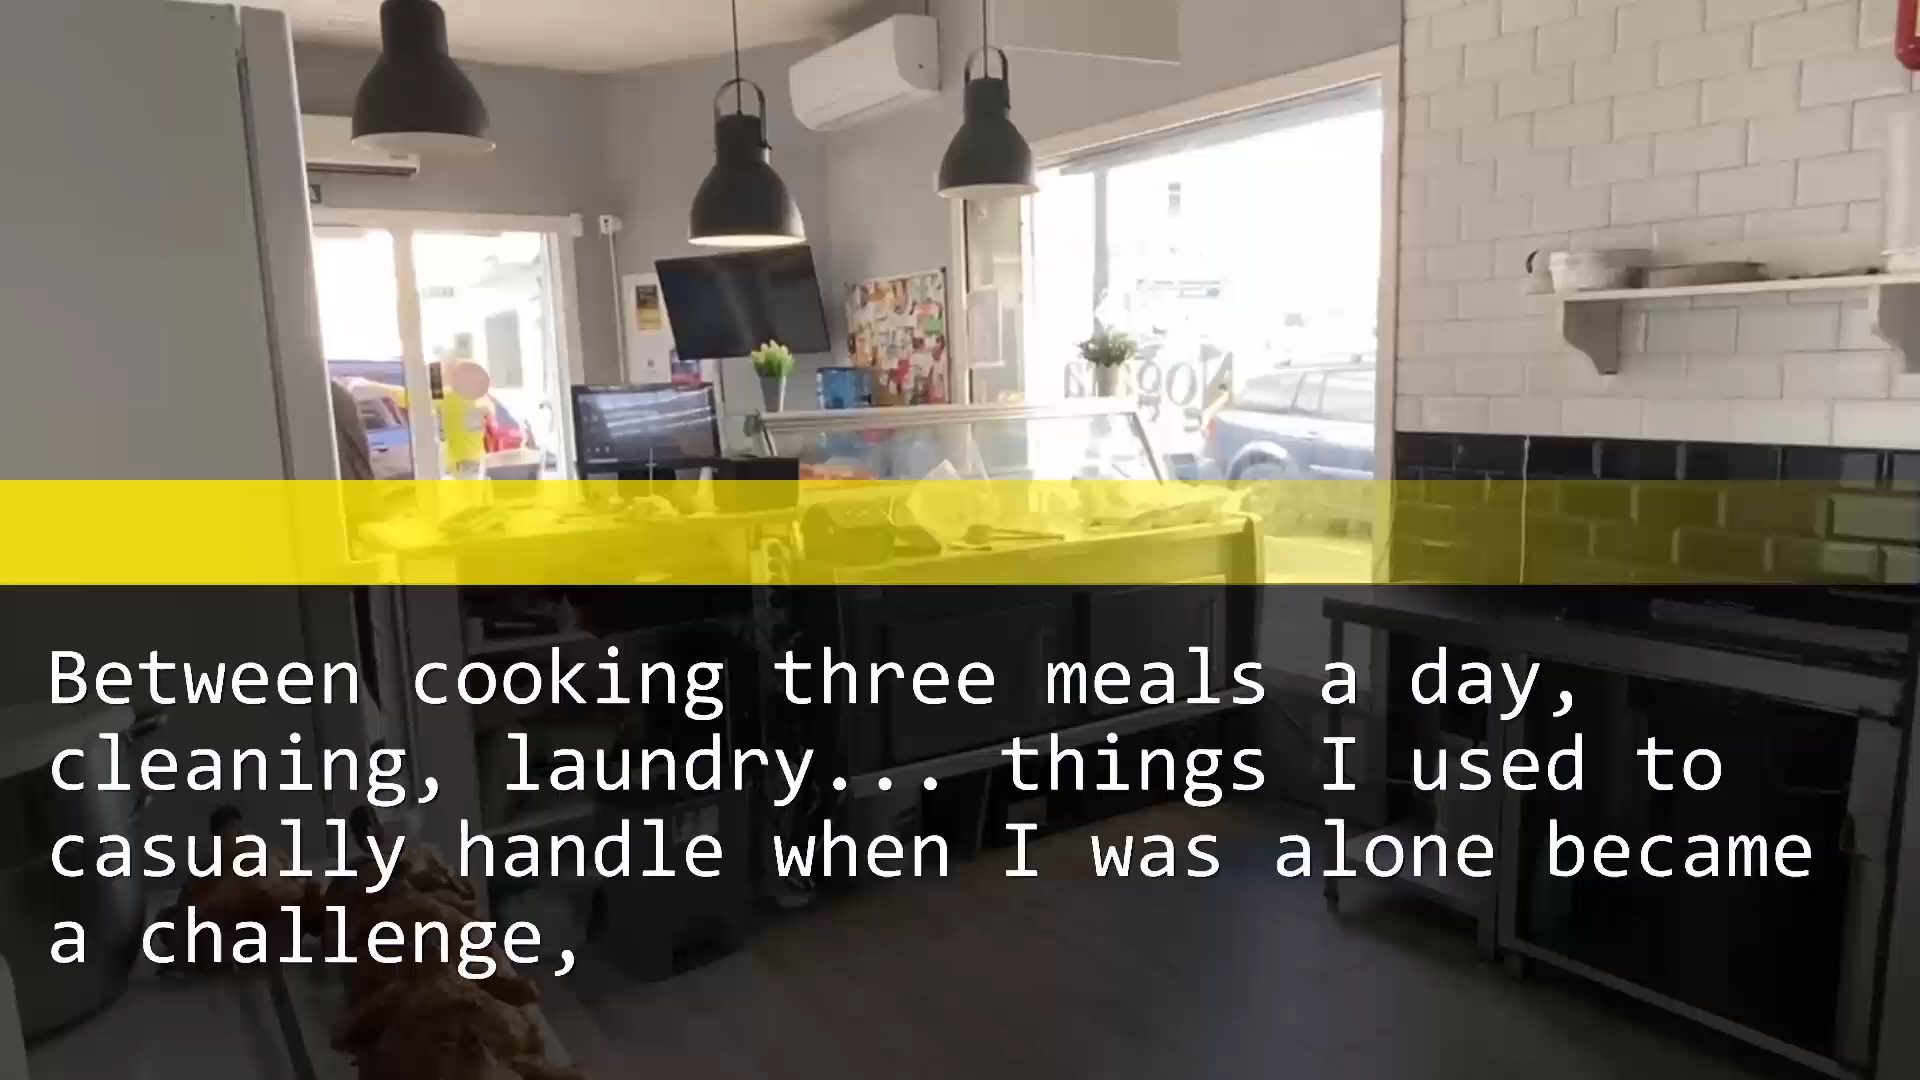 Between cooking three meals a day,
cleaning, laundry... things I used to
casually handle when I was alone became
a challenge,